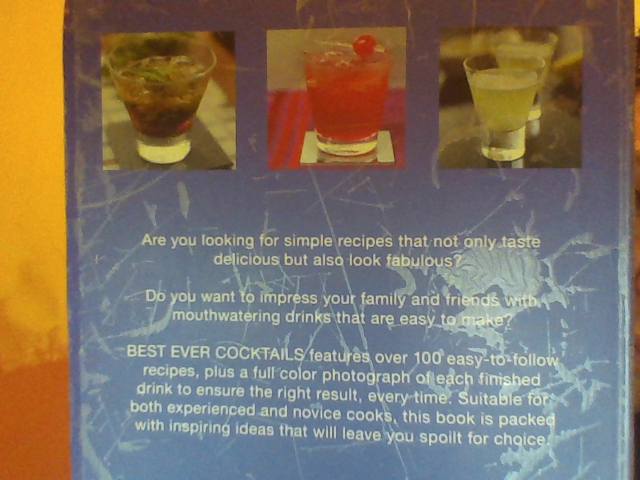 Are you looking for simple recipes that not only taste
delicious but also look fabulous?
Do you want to impress your family and friends with
mouthwatering drinks that are easy to make?
BEST EVER COCKTAILS features over 100 easy-to-follow
recipes, plus a full color photograph of each finished
drink to ensure the right result, every time. Suitable for
both experienced and novice cooks, this book is packed
with inspiring ideas that will leave you spoilt for choice.